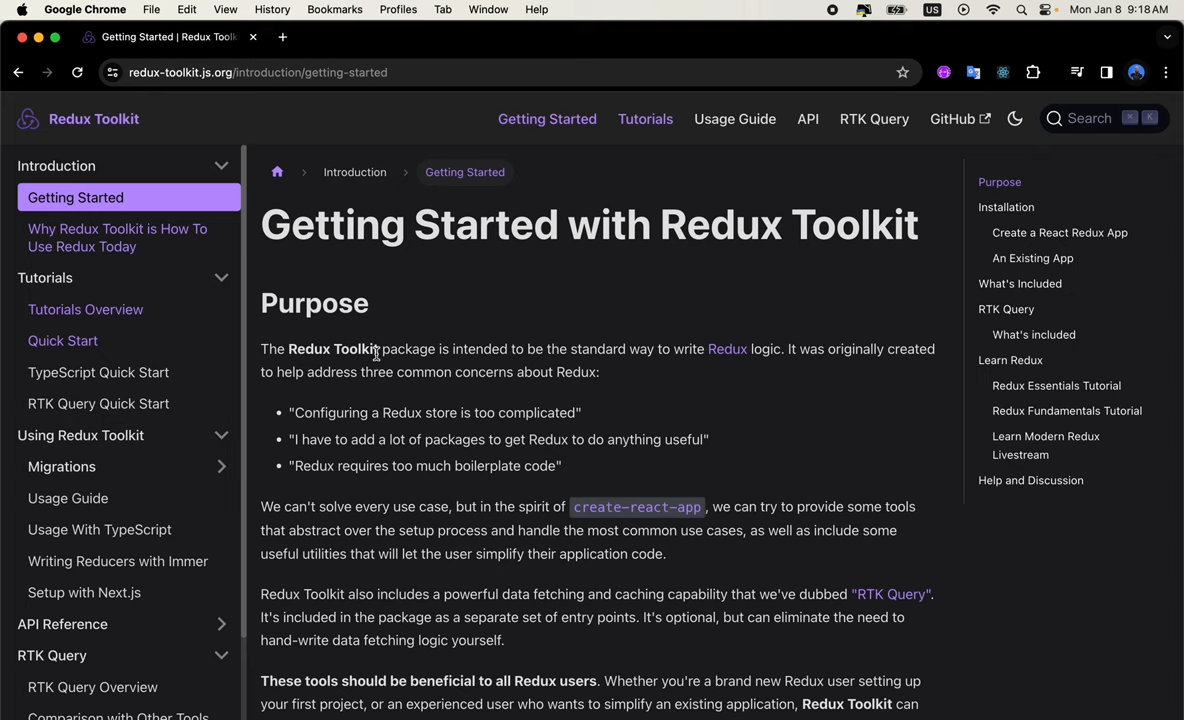 Google Chrome File Edit View History Bookmarks Profiles Tab Window Help US Mon Jan 8 9:18 AM
Getting Started | Redux Toolk
redux-toolkit.js.org/introduction/getting-started
Redux Toolkit Getting Started Tutorials Usage Guide API RTK Query GitHub Search ⌘ K
Introduction
Getting Started
Why Redux Toolkit is How To
Use Redux Today
Tutorials
Tutorials Overview
Quick Start
TypeScript Quick Start
RTK Query Quick Start
Using Redux Toolkit
Migrations
Usage Guide
Usage With TypeScript
Writing Reducers with Immer
Setup with Next.js
API Reference
RTK Query
RTK Query Overview
Comparison with Other Tools
Introduction Getting Started
Getting Started with Redux Toolkit
Purpose
The Redux Toolkit package is intended to be the standard way to write Redux logic. It was originally created
to help address three common concerns about Redux:
• "Configuring a Redux store is too complicated"
• "I have to add a lot of packages to get Redux to do anything useful"
• "Redux requires too much boilerplate code"
We can't solve every use case, but in the spirit of create-react-app, we can try to provide some tools
that abstract over the setup process and handle the most common use cases, as well as include some
useful utilities that will let the user simplify their application code.
Redux Toolkit also includes a powerful data fetching and caching capability that we've dubbed "RTK Query".
It's included in the package as a separate set of entry points. It's optional, but can eliminate the need to
hand-write data fetching logic yourself.
These tools should be beneficial to all Redux users. Whether you're a brand new Redux user setting up
your first project, or an experienced user who wants to simplify an existing application, Redux Toolkit can
Purpose
Installation
Create a React Redux App
An Existing App
What's Included
RTK Query
What's included
Learn Redux
Redux Essentials Tutorial
Redux Fundamentals Tutorial
Learn Modern Redux
Livestream
Help and Discussion